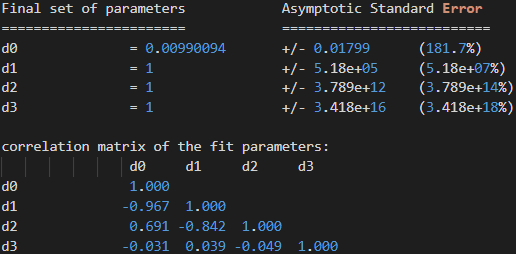 Final set of parameters            Asymptotic Standard Error
=======================            ==========================
d0              = 0.00990094       +/- 0.01799      (181.7%)
d1              = 1                +/- 5.18e+05     (5.18e+07%)
d2              = 1                +/- 3.789e+12    (3.789e+14%)
d3              = 1                +/- 3.418e+16    (3.418e+18%)
correlation matrix of the fit parameters:
                d0     d1     d2     d3
d0              1.000
d1             -0.967  1.000
d2              0.691 -0.842  1.000
d3             -0.031  0.039 -0.049  1.000